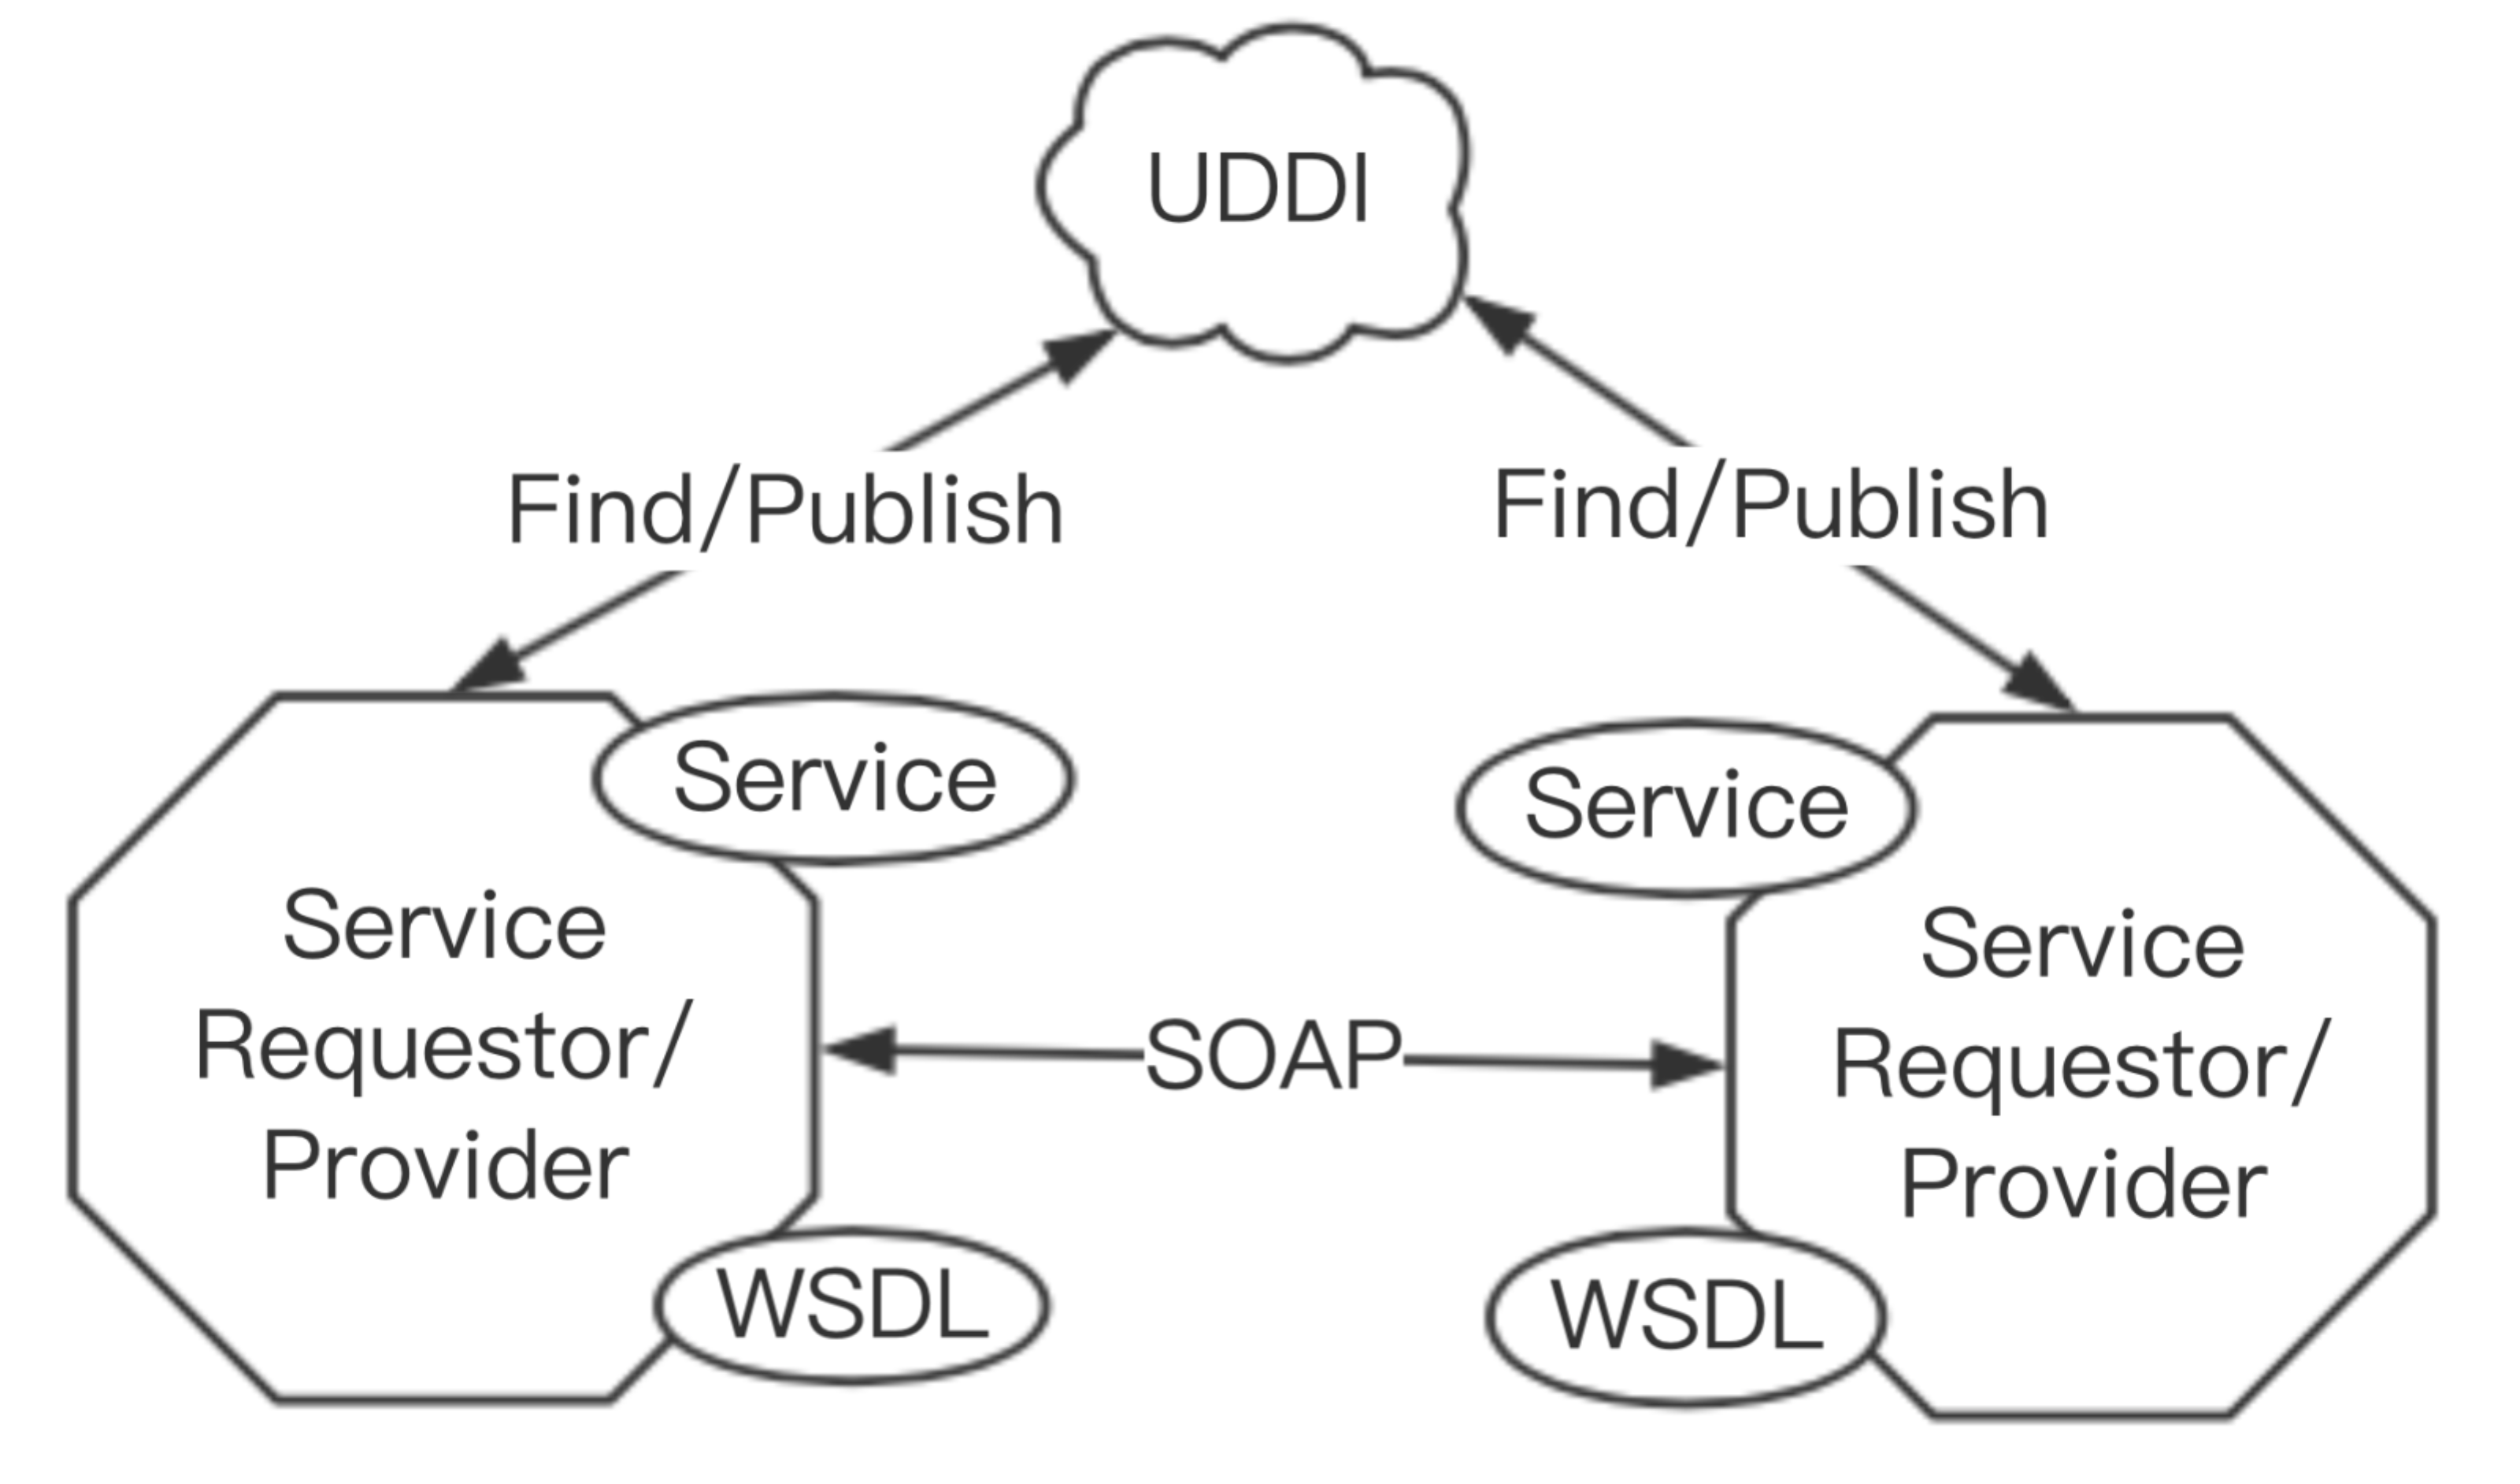 UDDI
Find/Publish
Find/Publish
Service
Service
Service
Requestor/
Provider
SOAP
Service
Requestor/
Provider
WSDL
WSDL